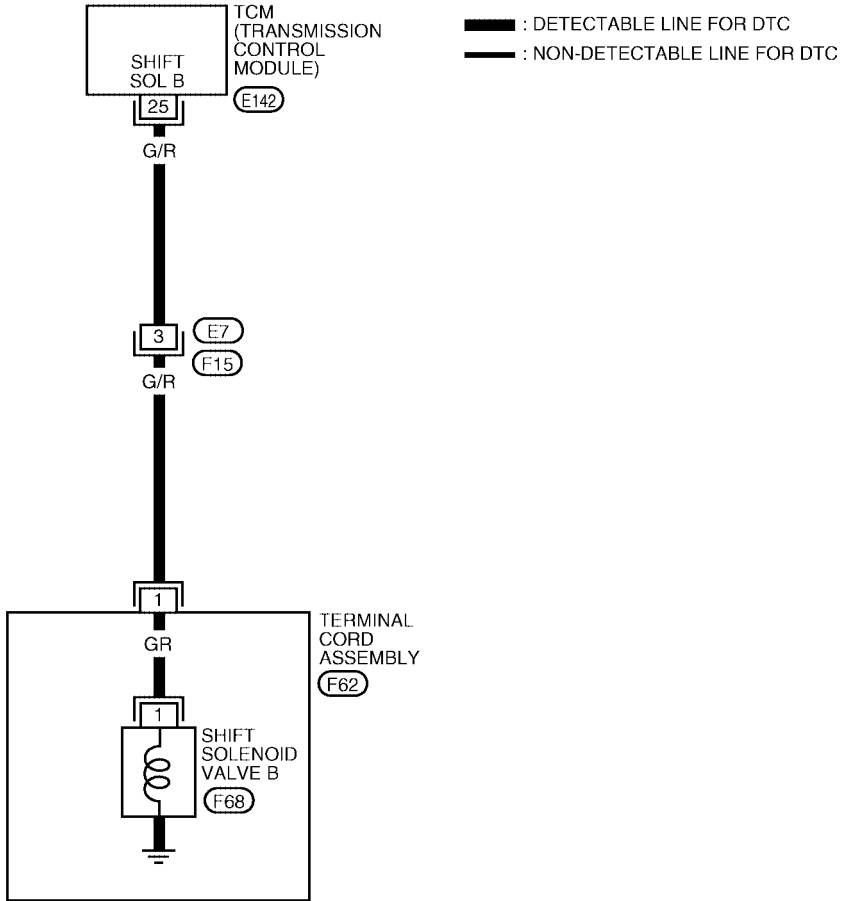 TCM
(TRANSMISSION
CONTROL
MODULE)
SHIFT
SOL B
E142
25
G/R
: DETECTABLE LINE FOR DTC
: NON-DETECTABLE LINE FOR DTC
3
E7
F15
G/R
1
TERMINAL
CORD
ASSEMBLY
F62
GR
1
SHIFT
SOLENOID
VALVE B
F68